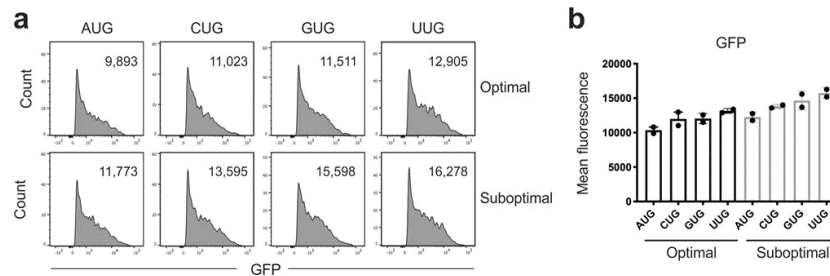 a
AUG CUG GUG UUG
Count
9,893 11,023 11,511 12,905
Optimal
Count
11,773 13,595 15,598 16,278
Suboptimal
GFP
b
GFP
Mean fluorescence
20000
15000
10000
5000
0
AUG CUG GUG UUG AUG CUG GUG UUG
Optimal Suboptimal